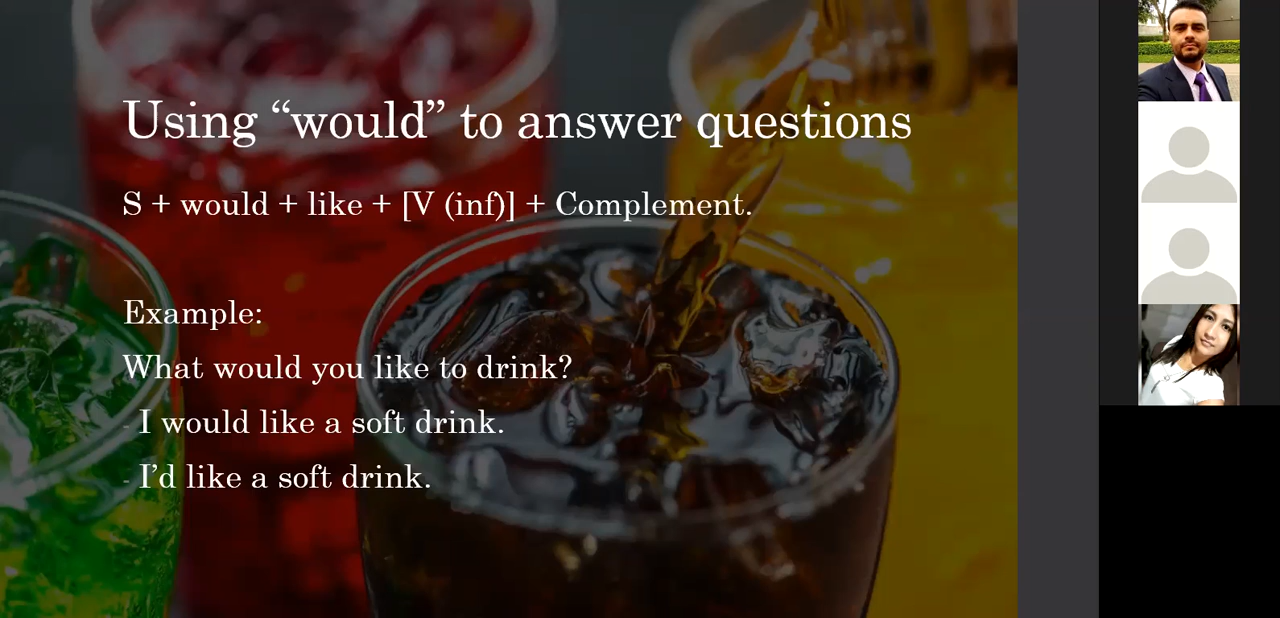 Using “would” to answer questions
S + would + like + [V (inf)] + Complement.
Example:
What would you like to drink?
- I would like a soft drink.
- I’d like a soft drink.